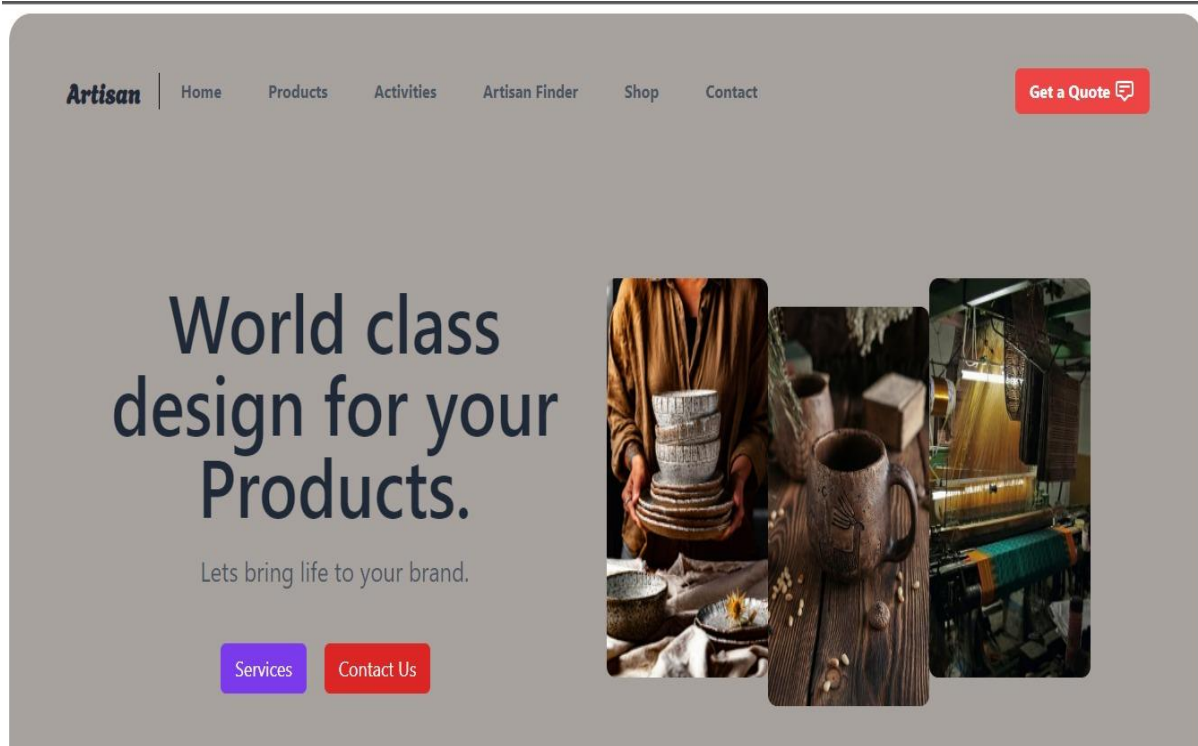 Artisan Home Products Activities Artisan Finder Shop Contact Get a Quote
World class
design for your
Products.
Lets bring life to your brand.
Services Contact Us